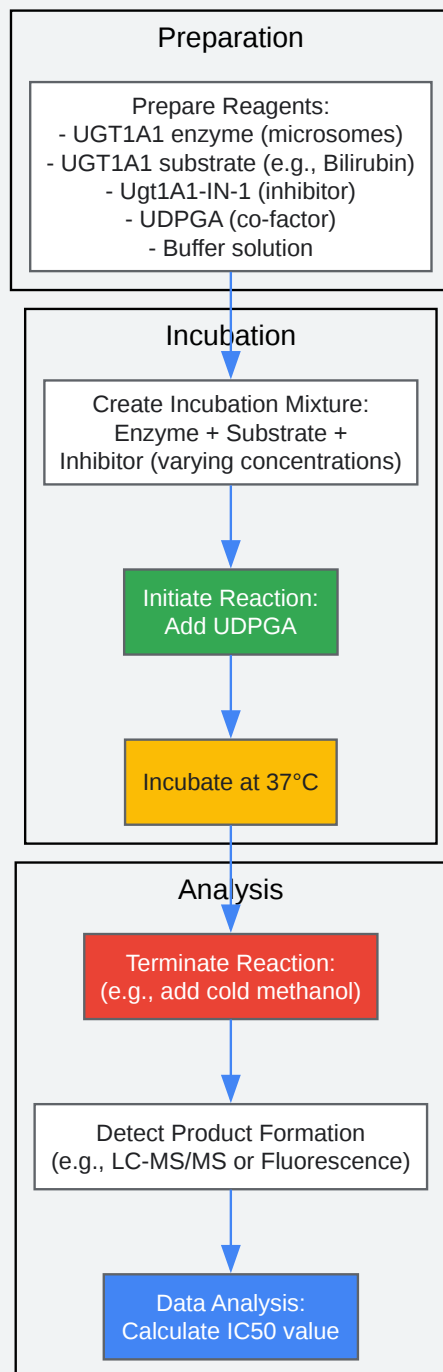 Preparation
Prepare Reagents:
- UGT1A1 enzyme (microsomes)
- UGT1A1 substrate (e.g., Bilirubin)
- Ugt1A1-IN-1 (inhibitor)
- UDPGA (co-factor)
- Buffer solution
Incubation
Create Incubation Mixture:
Enzyme + Substrate +
Inhibitor (varying concentrations)
Initiate Reaction:
Add UDPGA
Incubate at 37°C
Analysis
Terminate Reaction:
(e.g., add cold methanol)
Detect Product Formation
(e.g., LC-MS/MS or Fluorescence)
Data Analysis:
Calculate IC50 value